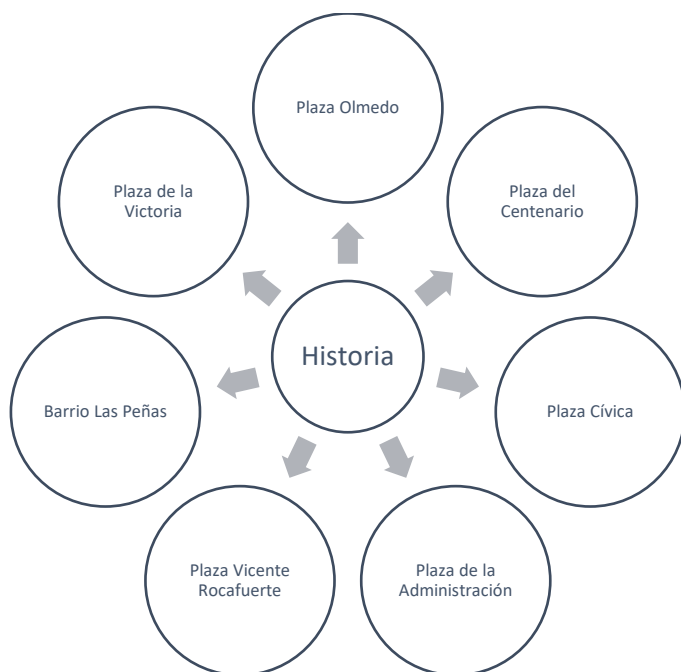 Plaza Olmedo
Plaza de la
Victoria
Plaza del
Centenario
Historia
Barrio Las Peñas
Plaza Cívica
Plaza Vicente
Rocafuerte
Plaza de la
Administración